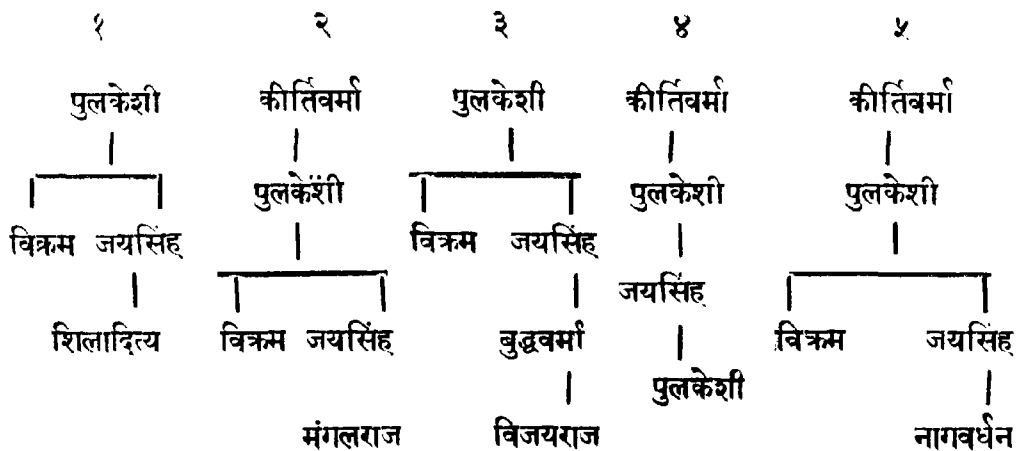 १ २ ३ ४ ५
पुलकेशी कीर्तिवर्मा पुलकेशी कीर्तिवर्मा कीर्तिवर्मा
पुलकेशी पुलकेशी पुलकेशी
विक्रम जयसिंह विक्रम जयसिंह
जयसिंह
शिलादित्य विक्रम जयसिंह बुद्धवर्मा विक्रम जयसिंह
पुलकेशी
मंगलराज विजयराज नागवर्धन